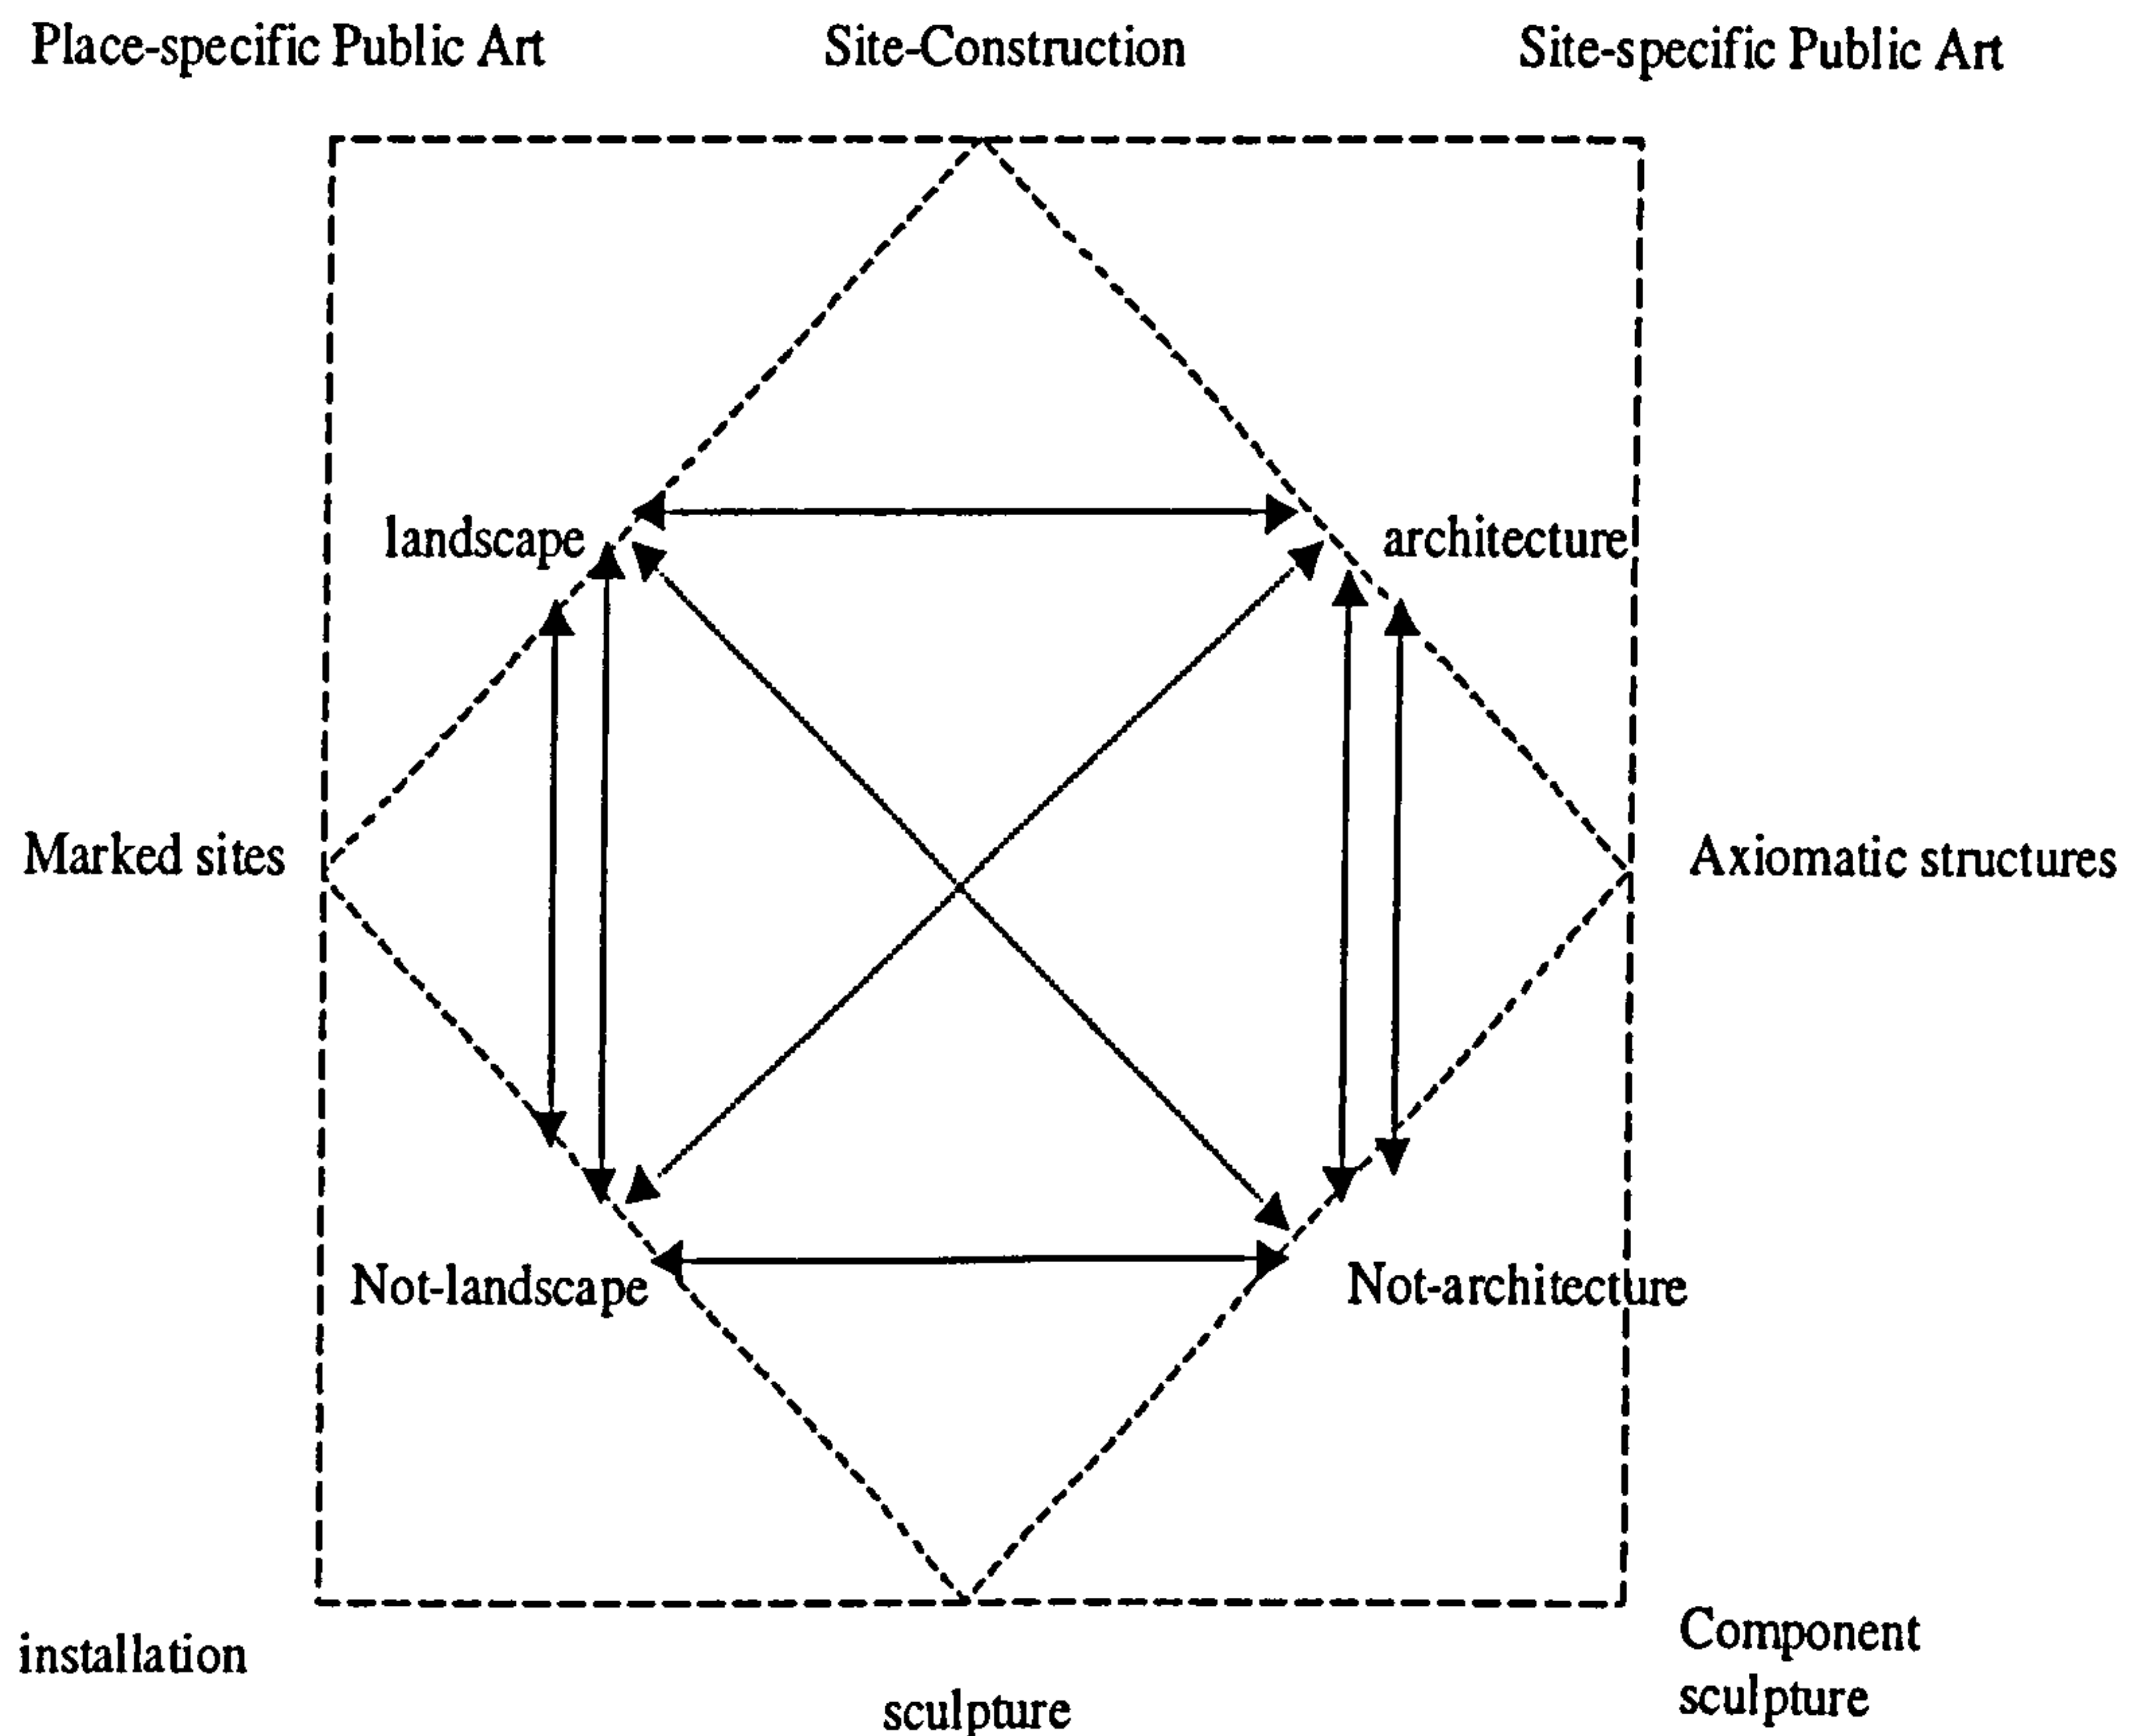 Place-specific Public Art
Site-Construction
Site-specific Public Art
landscape
architecture
Marked sites
Axiomatic structures
Not-landscape
Not-architecture
installation
Component
sculpture
sculpture